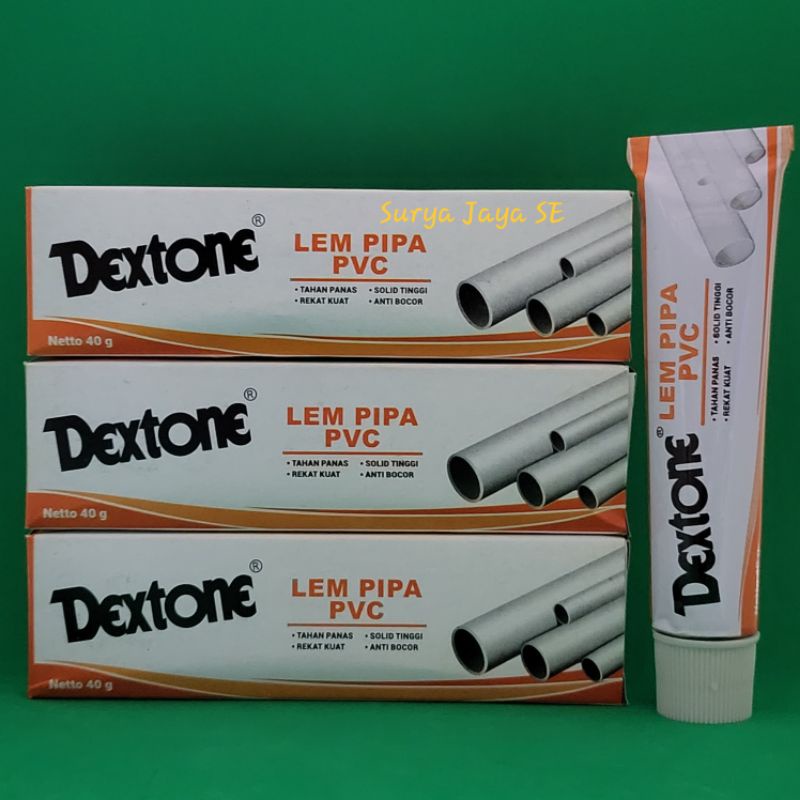 Surya Jaya SE
Dextone®
LEM PIPA
PVC
• TAHAN PANAS • SOLID TINGGI
• REKAT KUAT • ANTI BOCOR
Netto 40 g
Dextone®
LEM PIPA
PVC
• TAHAN PANAS • SOLID TINGGI
• REKAT KUAT • ANTI BOCOR
Netto 40 g
Dextone®
LEM PIPA
PVC
• TAHAN PANAS • SOLID TINGGI
• REKAT KUAT • ANTI BOCOR
Netto 40 g
Dextone®
LEM PIPA
PVC
• TAHAN PANAS • SOLID TINGGI
• REKAT KUAT • ANTI BOCOR